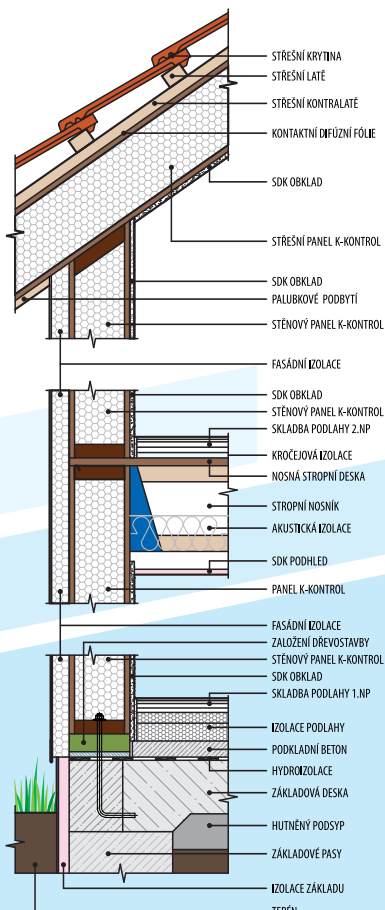 STŘEŠNÍ KRYTINA
STŘEŠNÍ LATĚ
STŘEŠNÍ KONTRALATĚ
KONTAKTNÍ DIFÚZNÍ FÓLIE
SDK OBKLAD
STŘEŠNÍ PANEL K-KONTROL
SDK OBKLAD
PALUBKOVÉ PODBYTÍ
STĚNOVÝ PANEL K-KONTROL
FASÁDNÍ IZOLACE
SDK OBKLAD
STĚNOVÝ PANEL K-KONTROL
SKLADBA PODLAHY 2.NP
KROČEJOVÁ IZOLACE
NOSNÁ STROPNÍ DESKA
STROPNÍ NOSNÍK
AKUSTICKÁ IZOLACE
SDK PODHLED
PANEL K-KONTROL
FASÁDNÍ IZOLACE
ZALOŽENÍ DŘEVOSTAVBY
STĚNOVÝ PANEL K-KONTROL
SDK OBKLAD
SKLADBA PODLAHY 1.NP
IZOLACE PODLAHY
PODKLADNÍ BETON
HYDROIZOLACE
ZÁKLADOVÁ DESKA
HUTNĚNÝ PODSYP
ZÁKLADOVÉ PASY
IZOLACE ZÁKLADU
TERÉN